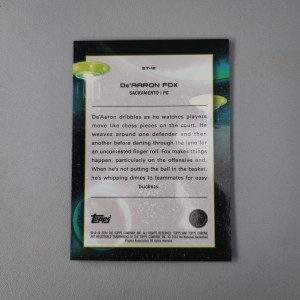 ET-12
De'AARON FOX
SACRAMENTO | PG
De'Aaron dribbles as he watches players
move like chess pieces on the court. He
weaves around one defender and then
another before darting through the lane for
an uncontested finger roll. Fox makes things
happen, particularly on the offensive end.
When he's not putting the ball in the basket,
he's whipping dimes to teammates for easy
buckets.
Topps